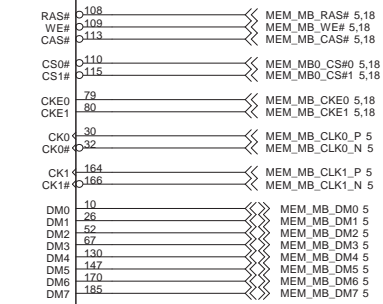 RAS# 108 MEM_MB_RAS# 5,18
WE# 109 MEM_MB_WE# 5,18
CAS# 113 MEM_MB_CAS# 5,18
CS0# 110 MEM_MB0_CS#0 5,18
CS1# 115 MEM_MB0_CS#1 5,18
CKE0 79 MEM_MB_CKE0 5,18
CKE1 80 MEM_MB_CKE1 5,18
CK0 30 MEM_MB_CLK0_P 5
CK0# 32 MEM_MB_CLK0_N 5
CK1 164 MEM_MB_CLK1_P 5
CK1# 166 MEM_MB_CLK1_N 5
DM0 10 MEM_MB_DM0 5
DM1 26 MEM_MB_DM1 5
DM2 52 MEM_MB_DM2 5
DM3 67 MEM_MB_DM3 5
DM4 130 MEM_MB_DM4 5
DM5 147 MEM_MB_DM5 5
DM6 170 MEM_MB_DM6 5
DM7 185 MEM_MB_DM7 5